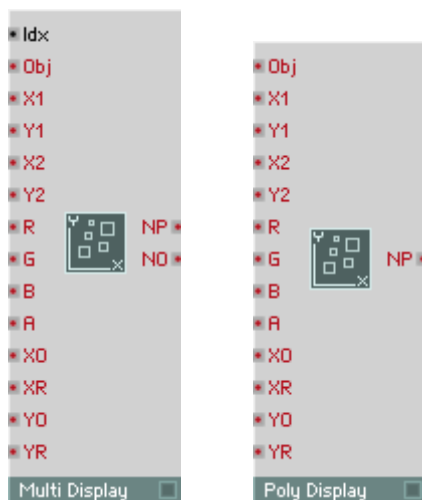 Idx
Obj
X1
Y1
X2
Y2
R
G
B
A
XO
XR
YO
YR
Y
X
NP
NO
Multi Display
Obj
X1
Y1
X2
Y2
R
G
B
A
XO
XR
YO
YR
Y
X
NP
Poly Display